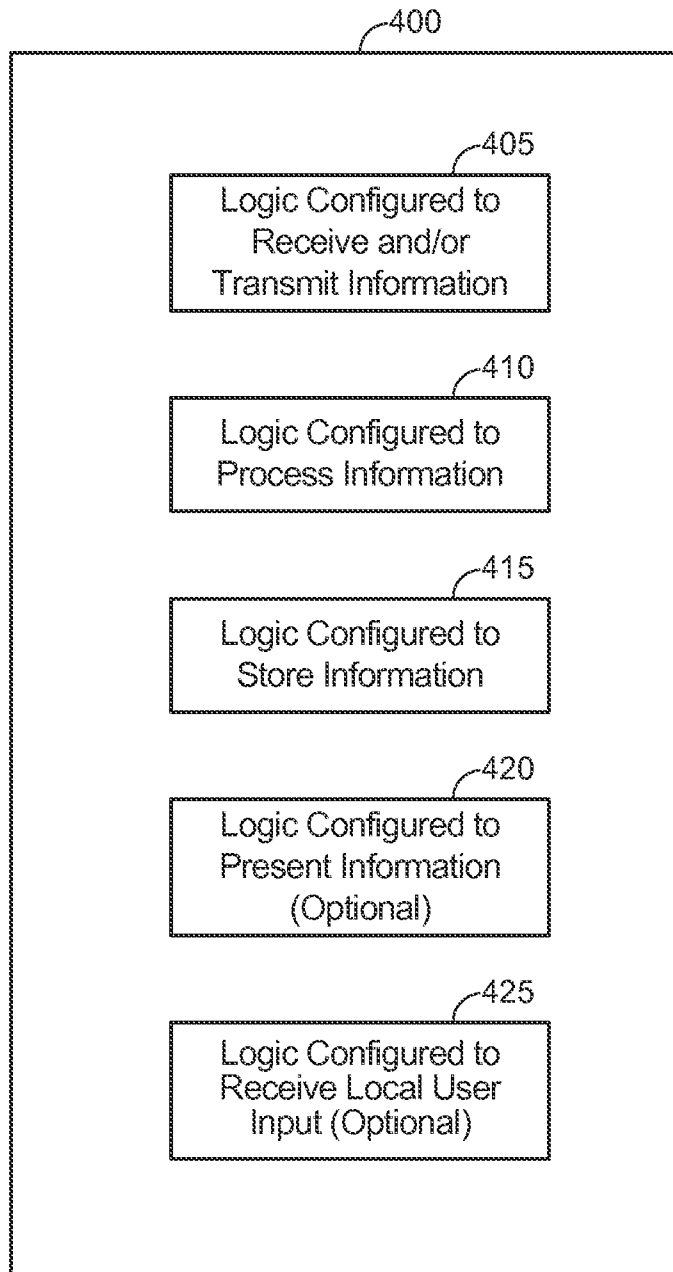 400
405
Logic Configured to
Receive and/or
Transmit Information
410
Logic Configured to
Process Information
415
Logic Configured to
Store Information
420
Logic Configured to
Present Information
(Optional)
425
Logic Configured to
Receive Local User
Input (Optional)